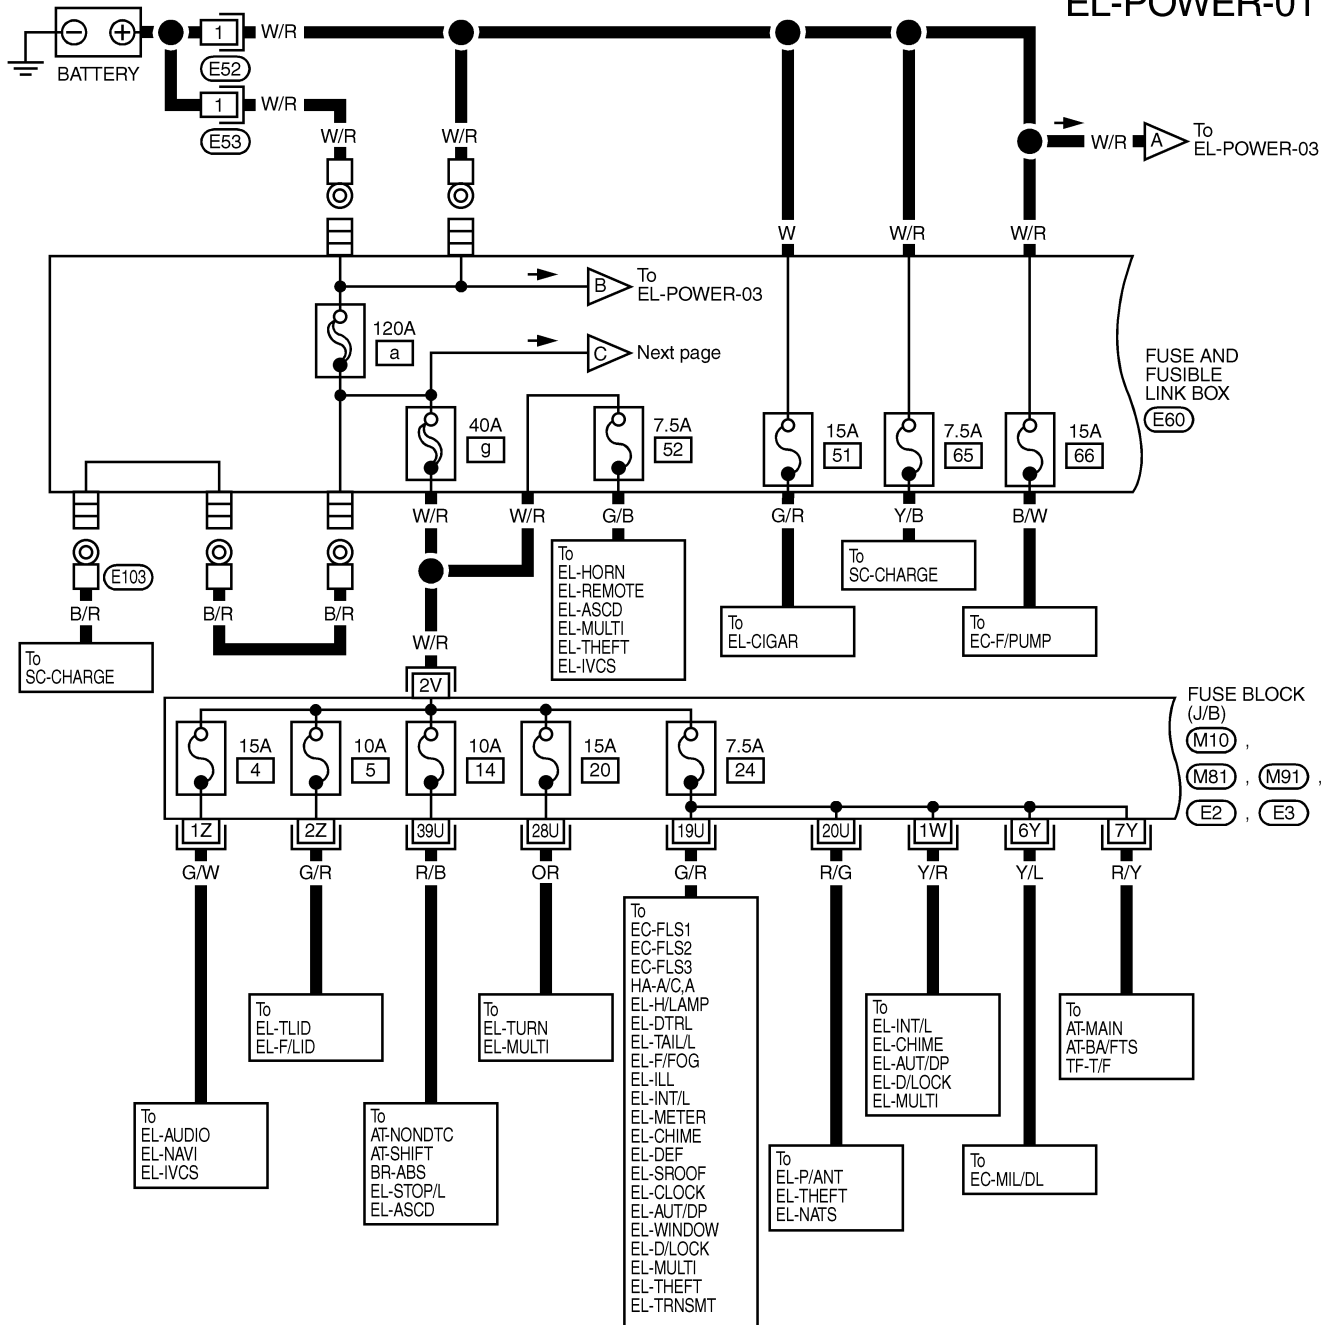 EL-POWER-01
BATTERY
1
W/R
E52
1
W/R
E53
W/R
W/R
W/R
A
To
EL-POWER-03
W
W/R
W/R
B
To
EL-POWER-03
120A
a
C
Next page
FUSE AND
FUSIBLE
LINK BOX
E60
40A
g
7.5A
52
15A
51
7.5A
65
15A
66
W/R
W/R
G/B
G/R
Y/B
B/W
E103
B/R
B/R
B/R
To
SC-CHARGE
W/R
To
EL-HORN
EL-REMOTE
EL-ASCD
EL-MULTI
EL-THEFT
EL-IVCS
To
EL-CIGAR
To
SC-CHARGE
To
EC-F/PUMP
2V
FUSE BLOCK
(J/B)
M10 ,
M81 , M91 ,
E2 , E3
15A
4
10A
5
10A
14
15A
20
7.5A
24
1Z
2Z
39U
28U
19U
20U
1W
6Y
7Y
G/W
G/R
R/B
OR
G/R
R/G
Y/R
Y/L
R/Y
To
EL-AUDIO
EL-NAVI
EL-IVCS
To
EL-TLID
EL-F/LID
To
AT-NONDTC
AT-SHIFT
BR-ABS
EL-STOP/L
EL-ASCD
To
EL-TURN
EL-MULTI
To
EC-FLS1
EC-FLS2
EC-FLS3
HA-A/C,A
EL-H/LAMP
EL-DTRL
EL-TAIL/L
EL-F/FOG
EL-ILL
EL-INT/L
EL-METER
EL-CHIME
EL-DEF
EL-SROOF
EL-CLOCK
EL-AUT/DP
EL-WINDOW
EL-D/LOCK
EL-MULTI
EL-THEFT
EL-TRNSMT
To
EL-P/ANT
EL-THEFT
EL-NATS
To
EL-INT/L
EL-CHIME
EL-AUT/DP
EL-D/LOCK
EL-MULTI
To
EC-MIL/DL
To
AT-MAIN
AT-BA/FTS
TF-T/F